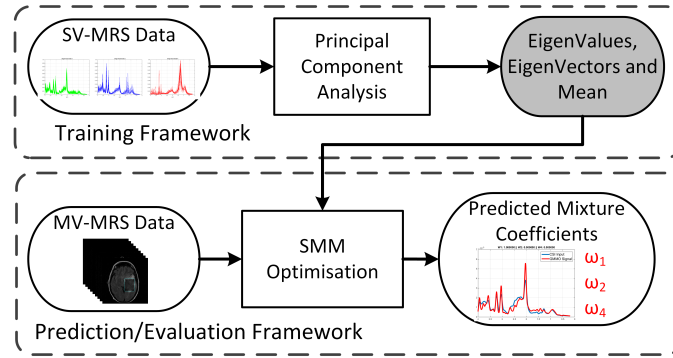 SV-MRS Data
Principal
Component
Analysis
EigenValues,
EigenVectors and
Mean
Training Framework
MV-MRS Data
SMM
Optimisation
Predicted Mixture
Coefficients
ω1
ω2
ω4
Prediction/Evaluation Framework